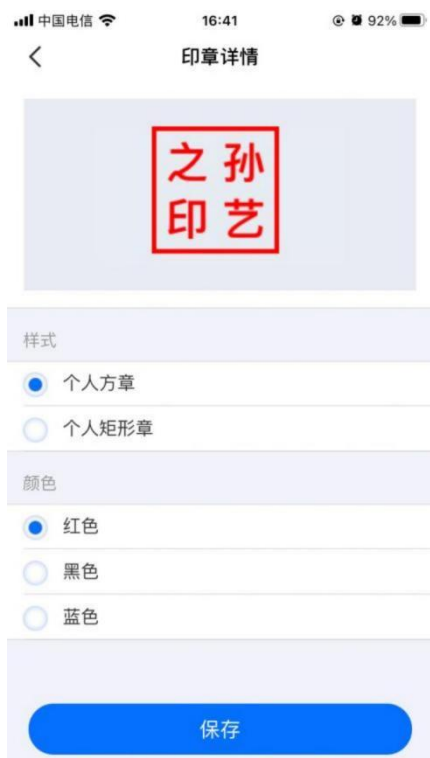 中国电信 16:41 92%
印章详情
之孙
印艺
样式
个人方章
个人矩形章
颜色
红色
黑色
蓝色
保存